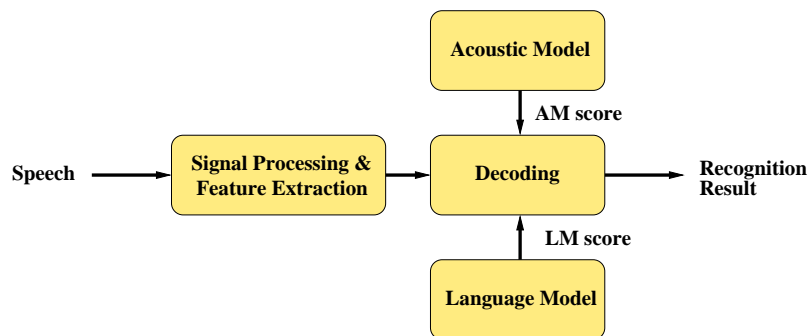 Acoustic Model
AM score
Speech
Signal Processing &
Feature Extraction
Decoding
Recognition
Result
LM score
Language Model